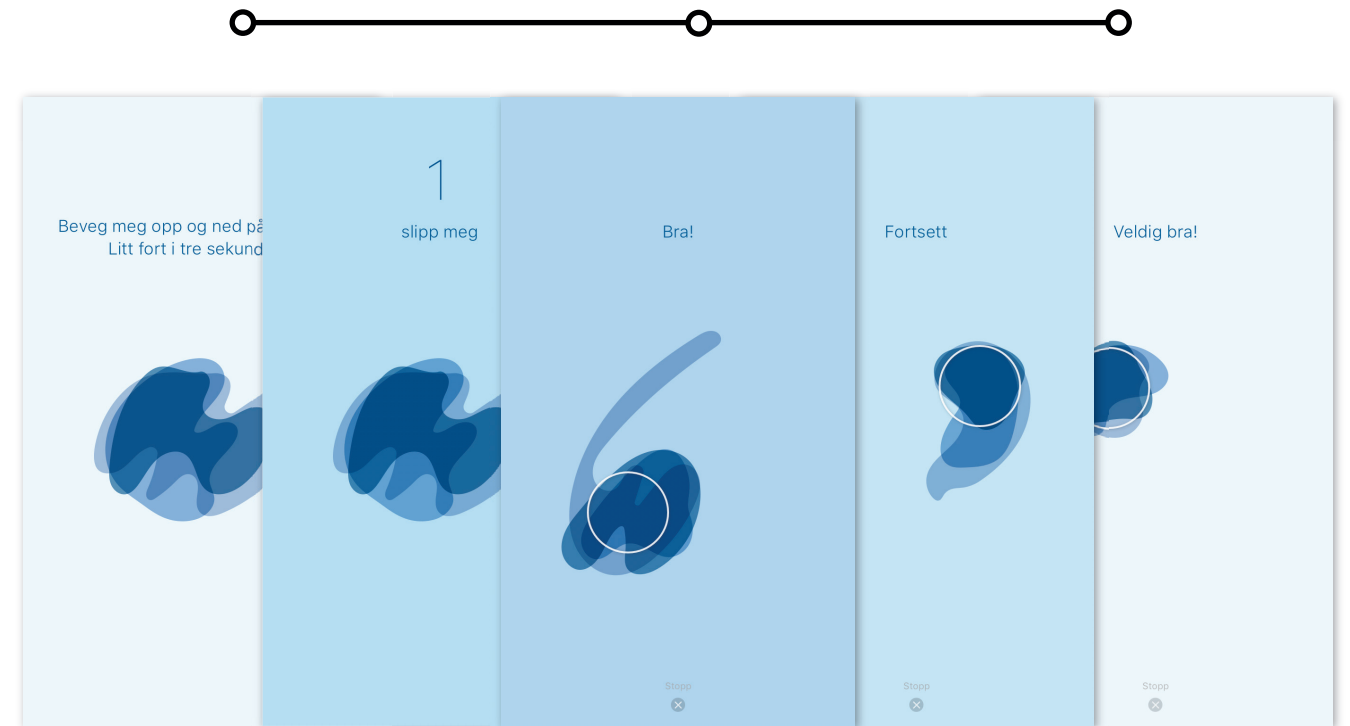 Beveg meg opp og ned på
Litt fort i tre sekund
1
slipp meg
Bra!
Stopp
Fortsett
Stopp
Veldig bra!
Stopp